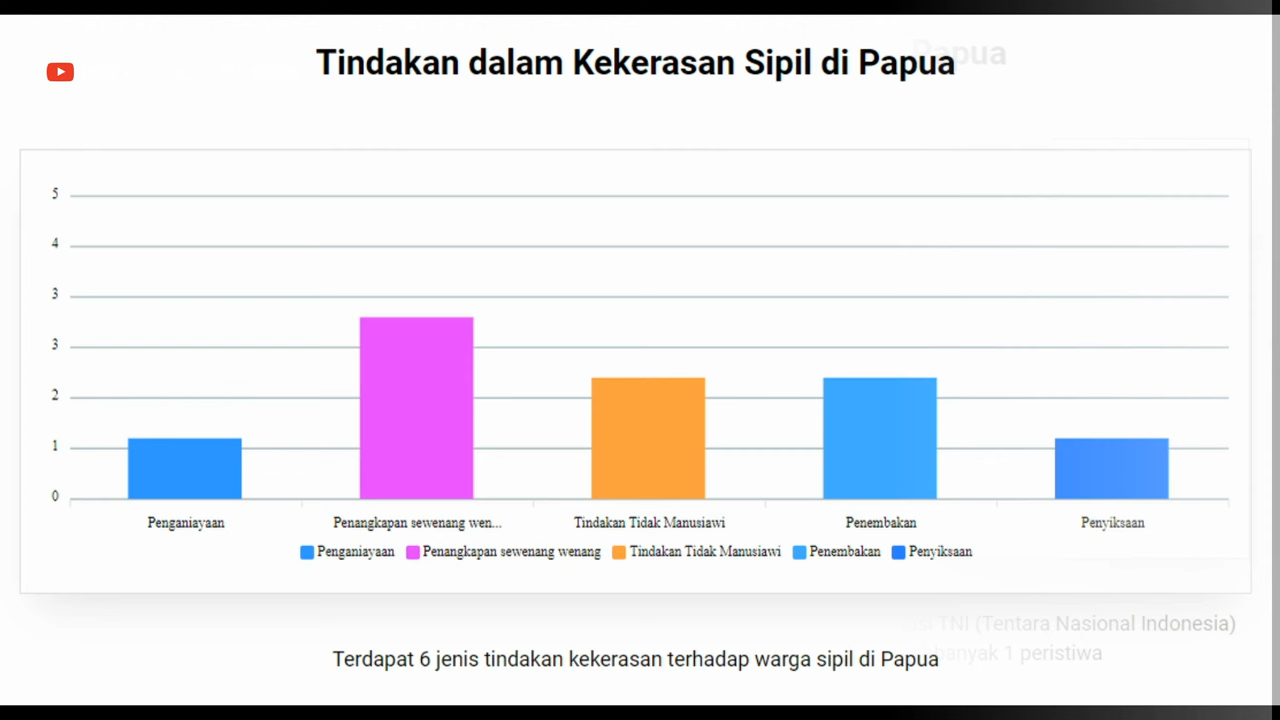 Tindakan dalam Kekerasan Sipil di Papua
Papua
5
4
3
3
2
1
0
Penganiayaan
Penangkapan sewenang wen...
Tindakan Tidak Manusiawi
Penembakan
Penyiksaan
Penganiayaan Penangkapan sewenang wenang Tindakan Tidak Manusiawi Penembakan Penyiksaan
TNI (Tentara Nasional Indonesia)
1 peristiwa
Terdapat 6 jenis tindakan kekerasan terhadap warga sipil di Papua